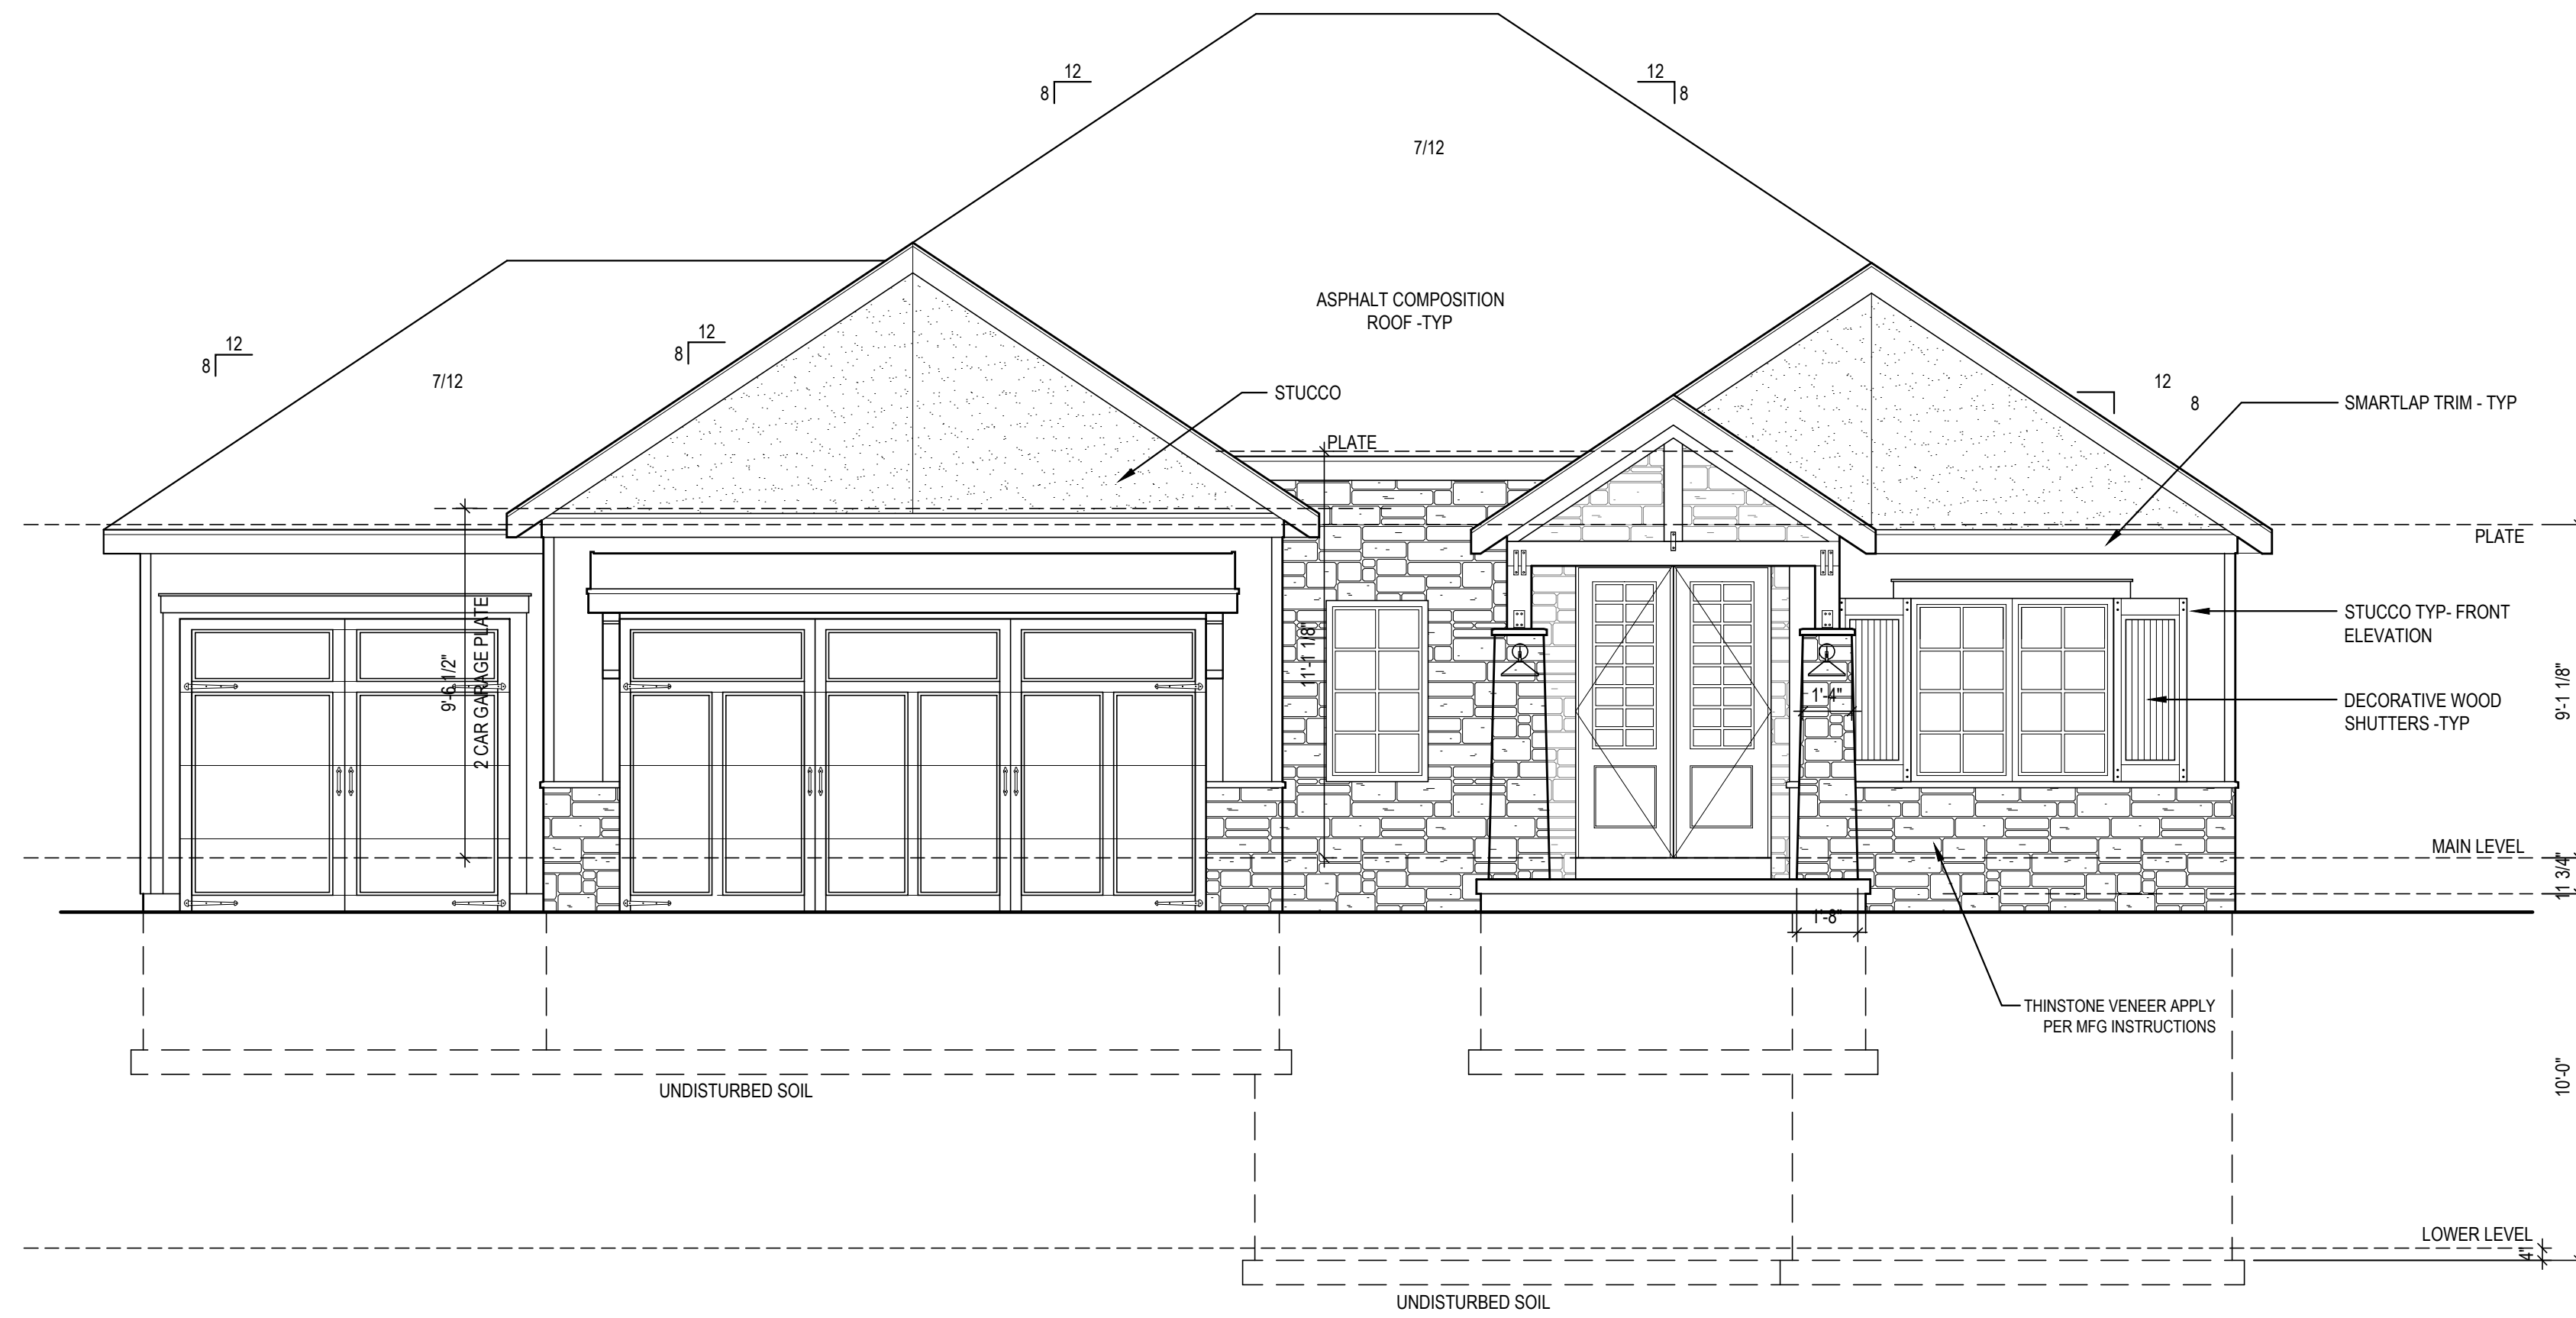 12
8
12
8
7/12
ASPHALT COMPOSITION
ROOF -TYP
12
8
12
8
7/12
STUCCO
12
8
SMARTLAP TRIM - TYP
PLATE
PLATE
STUCCO TYP- FRONT
ELEVATION
9'-6 1/2"
2 CAR GARAGE PLATE
11'-1 1/8"
1'-4"
DECORATIVE WOOD
SHUTTERS -TYP
9'-1 1/8"
MAIN LEVEL
11 3/4"
1'-8"
THINSTONE VENEER APPLY
PER MFG INSTRUCTIONS
UNDISTURBED SOIL
10'-0"
LOWER LEVEL
4"
UNDISTURBED SOIL